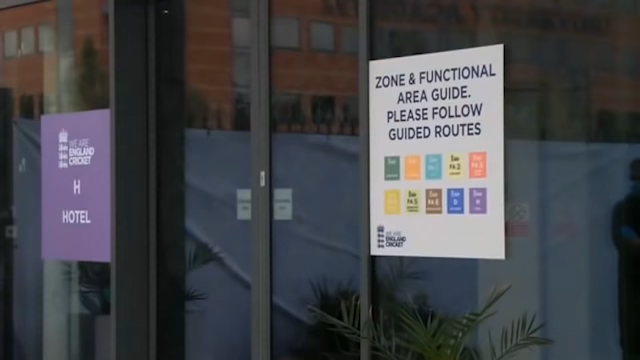 WE ARE
ENGLAND
CRICKET
H
HOTEL
ZONE & FUNCTIONAL
AREA GUIDE.
PLEASE FOLLOW
GUIDED ROUTES
WE ARE
ENGLAND
CRICKET